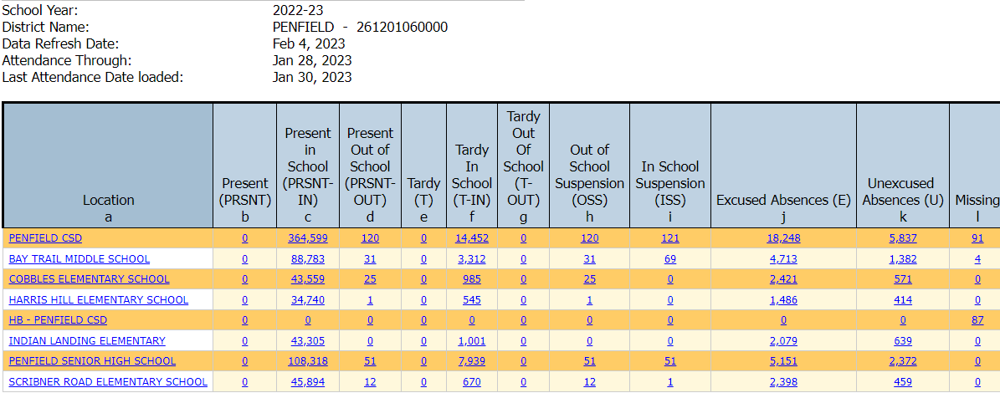 School Year: 2022-23
District Name: PENFIELD - 261201060000
Data Refresh Date: Feb 4, 2023
Attendance Through: Jan 28, 2023
Last Attendance Date loaded: Jan 30, 2023
Location a
Present (PRSNT) b
Present in School (PRSNT-IN) c
Present Out of School (PRSNT-OUT) d
Tardy (T) e
Tardy In School (T-IN) f
Tardy Out Of School (T-OUT) g
Out of School Suspension (OSS) h
In School Suspension (ISS) i
Excused Absences (E) j
Unexcused Absences (U) k
Missing l
PENFIELD CSD 0 364,599 120 0 14,452 0 120 121 18,248 5,837 91
BAY TRAIL MIDDLE SCHOOL 0 88,783 31 0 3,312 0 31 69 4,713 1,382 4
COBBLES ELEMENTARY SCHOOL 0 43,559 25 0 985 0 25 0 2,421 571 0
HARRIS HILL ELEMENTARY SCHOOL 0 34,740 1 0 545 0 1 0 1,486 414 0
HB - PENFIELD CSD 0 0 0 0 0 0 0 0 0 0 87
INDIAN LANDING ELEMENTARY 0 43,305 0 0 1,001 0 0 0 2,079 639 0
PENFIELD SENIOR HIGH SCHOOL 0 108,318 51 0 7,939 0 51 51 5,151 2,372 0
SCRIBNER ROAD ELEMENTARY SCHOOL 0 45,894 12 0 670 0 12 1 2,398 459 0